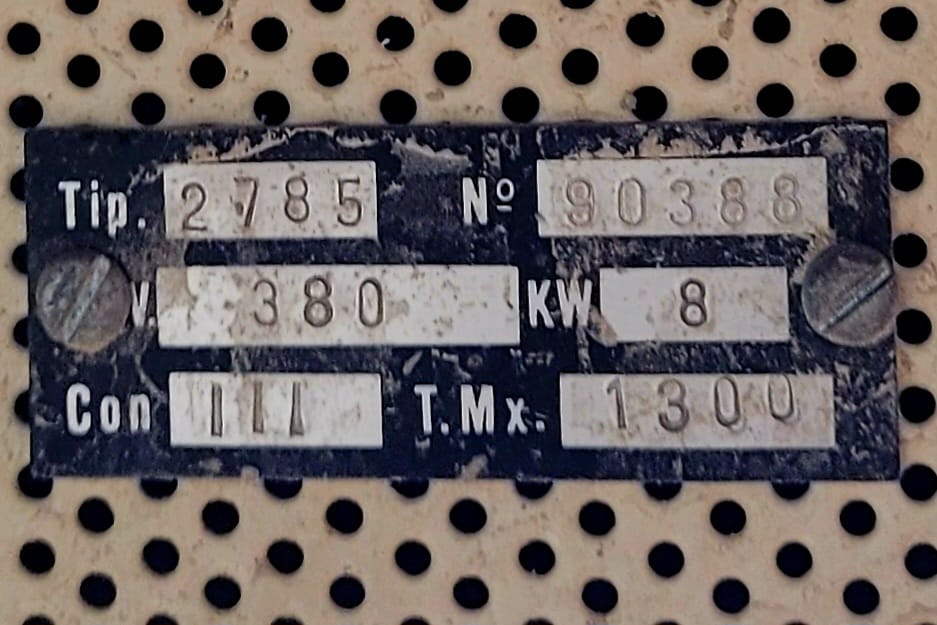 Tip. 2785 Nº 90388
V. 380 KW 8
Con III T.Mx. 1300